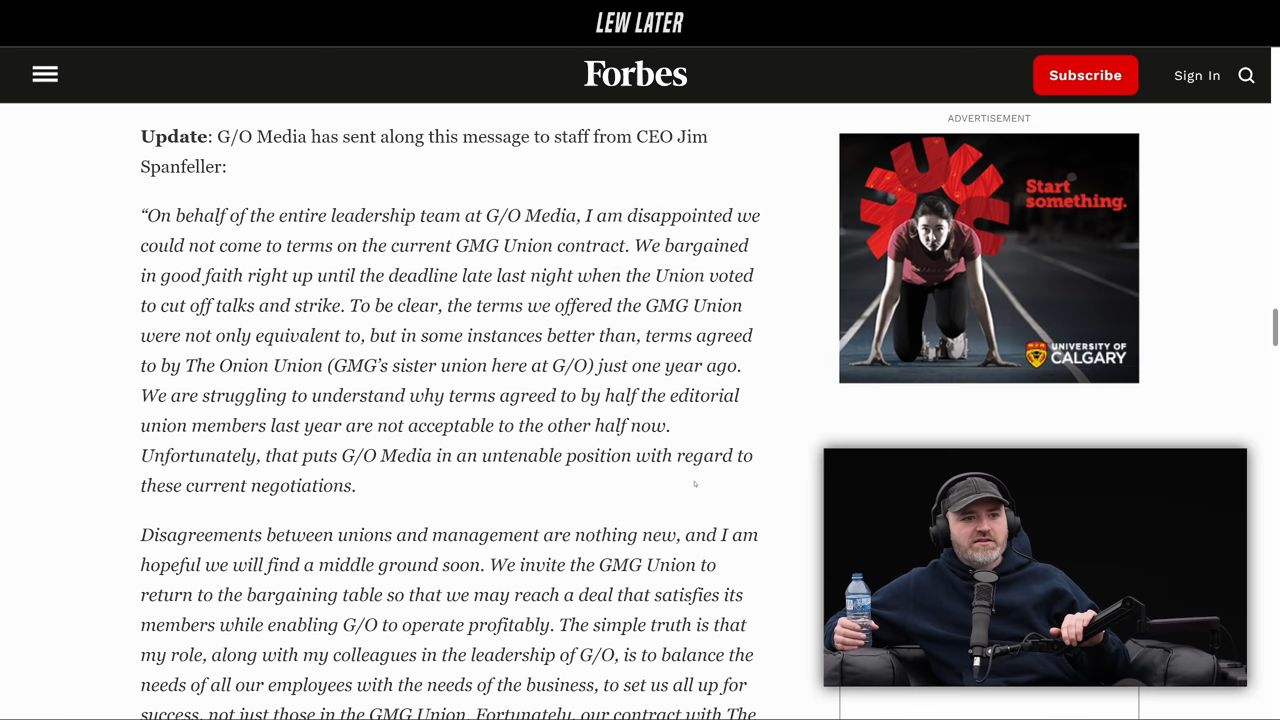 LEW LATER
Forbes
Subscribe
Sign In
Update: G/O Media has sent along this message to staff from CEO Jim
Spanfeller:
“On behalf of the entire leadership team at G/O Media, I am disappointed we
could not come to terms on the current GMG Union contract. We bargained
in good faith right up until the deadline late last night when the Union voted
to cut off talks and strike. To be clear, the terms we offered the GMG Union
were not only equivalent to, but in some instances better than, terms agreed
to by The Onion Union (GMG’s sister union here at G/O) just one year ago.
We are struggling to understand why terms agreed to by half the editorial
union members last year are not acceptable to the other half now.
Unfortunately, that puts G/O Media in an untenable position with regard to
these current negotiations.
Disagreements between unions and management are nothing new, and I am
hopeful we will find a middle ground soon. We invite the GMG Union to
return to the bargaining table so that we may reach a deal that satisfies its
members while enabling G/O to operate profitably. The simple truth is that
my role, along with my colleagues in the leadership of G/O, is to balance the
needs of all our employees with the needs of the business, to set us all up for
success, not just those in the GMG Union. Fortunately, our contract with The
ADVERTISEMENT
Start
something.
UNIVERSITY OF
CALGARY